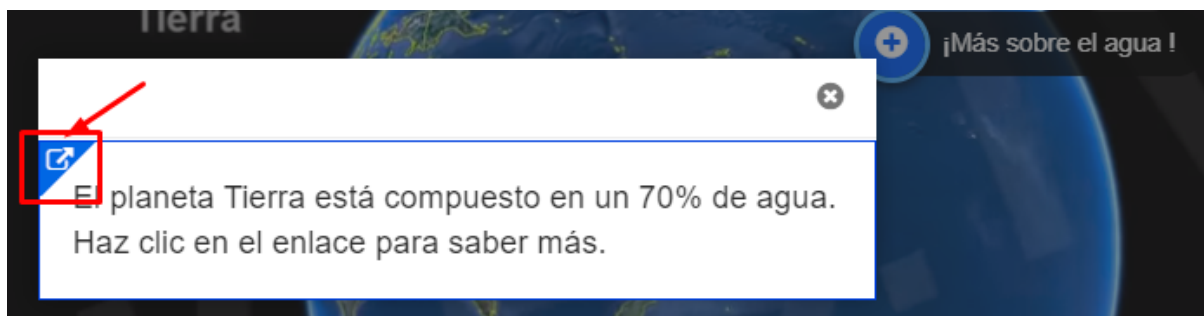 Tierra
¡Más sobre el agua !
El planeta Tierra está compuesto en un 70% de agua.
Haz clic en el enlace para saber más.